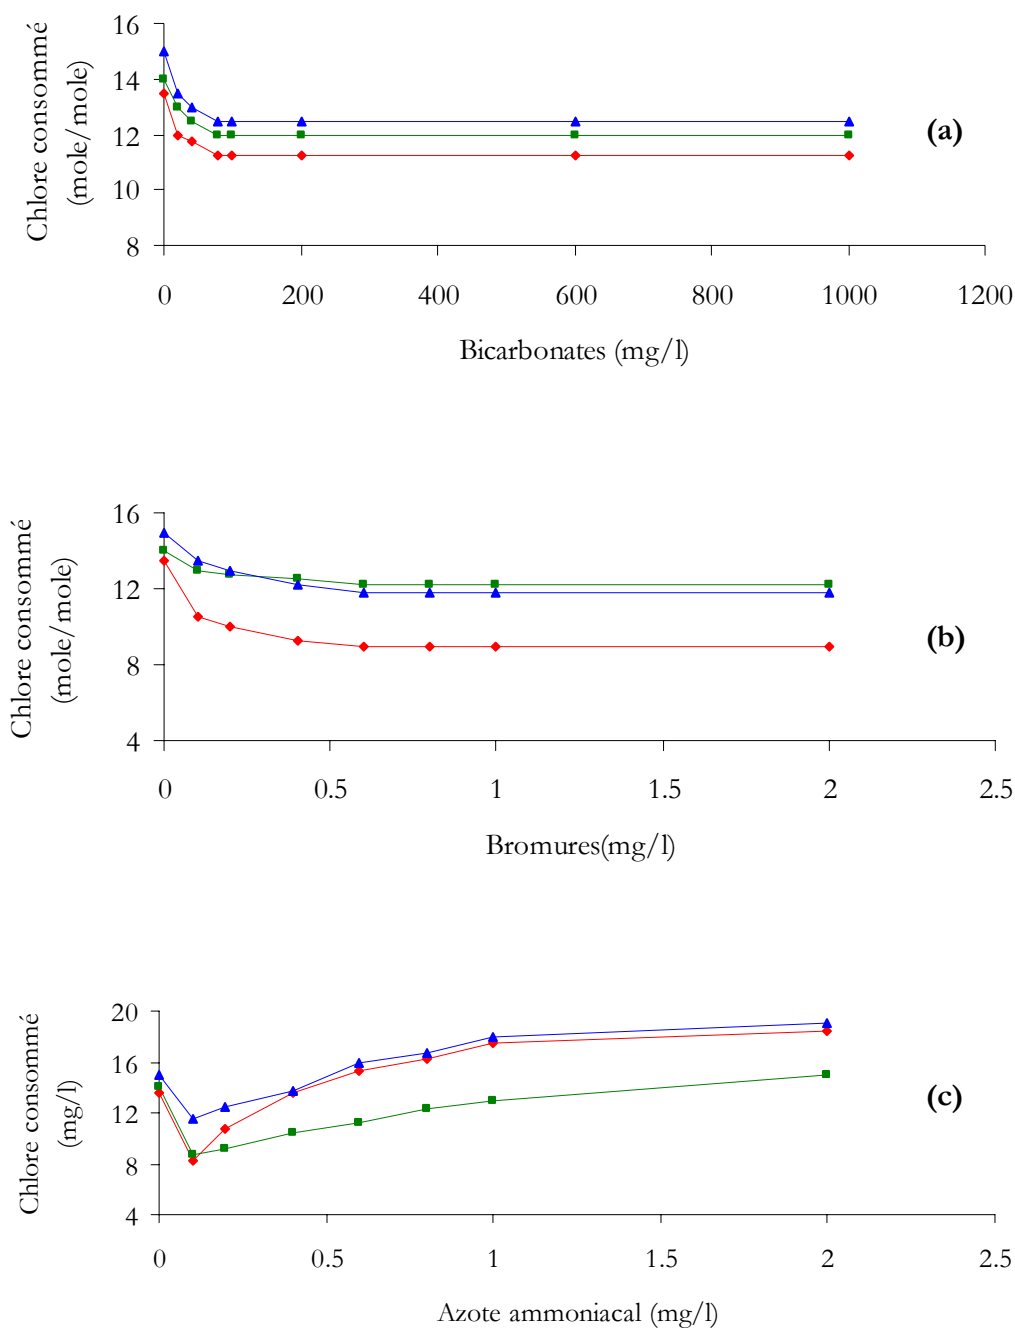 Chlore consommé
(mole/mole)
16
14
12
10
8
(a)
0 200 400 600 800 1000 1200
Bicarbonates (mg/l)
Chlore consommé
(mole/mole)
16
12
8
4
(b)
0 0.5 1 1.5 2 2.5
Bromures(mg/l)
Chlore consommé
(mg/l)
20
16
12
8
4
(c)
0 0.5 1 1.5 2 2.5
Azote ammoniacal (mg/l)